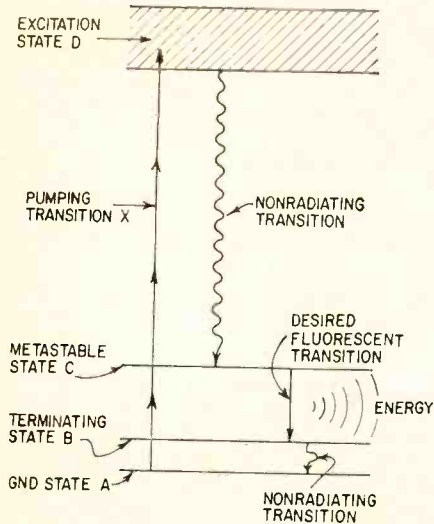 EXCITATION
STATE D
PUMPING
TRANSITION X
NONRADIATING
TRANSITION
DESIRED
FLUORESCENT
TRANSITION
METASTABLE
STATE C
ENERGY
TERMINATING
STATE B
GND STATE A
NONRADIATING
TRANSITION